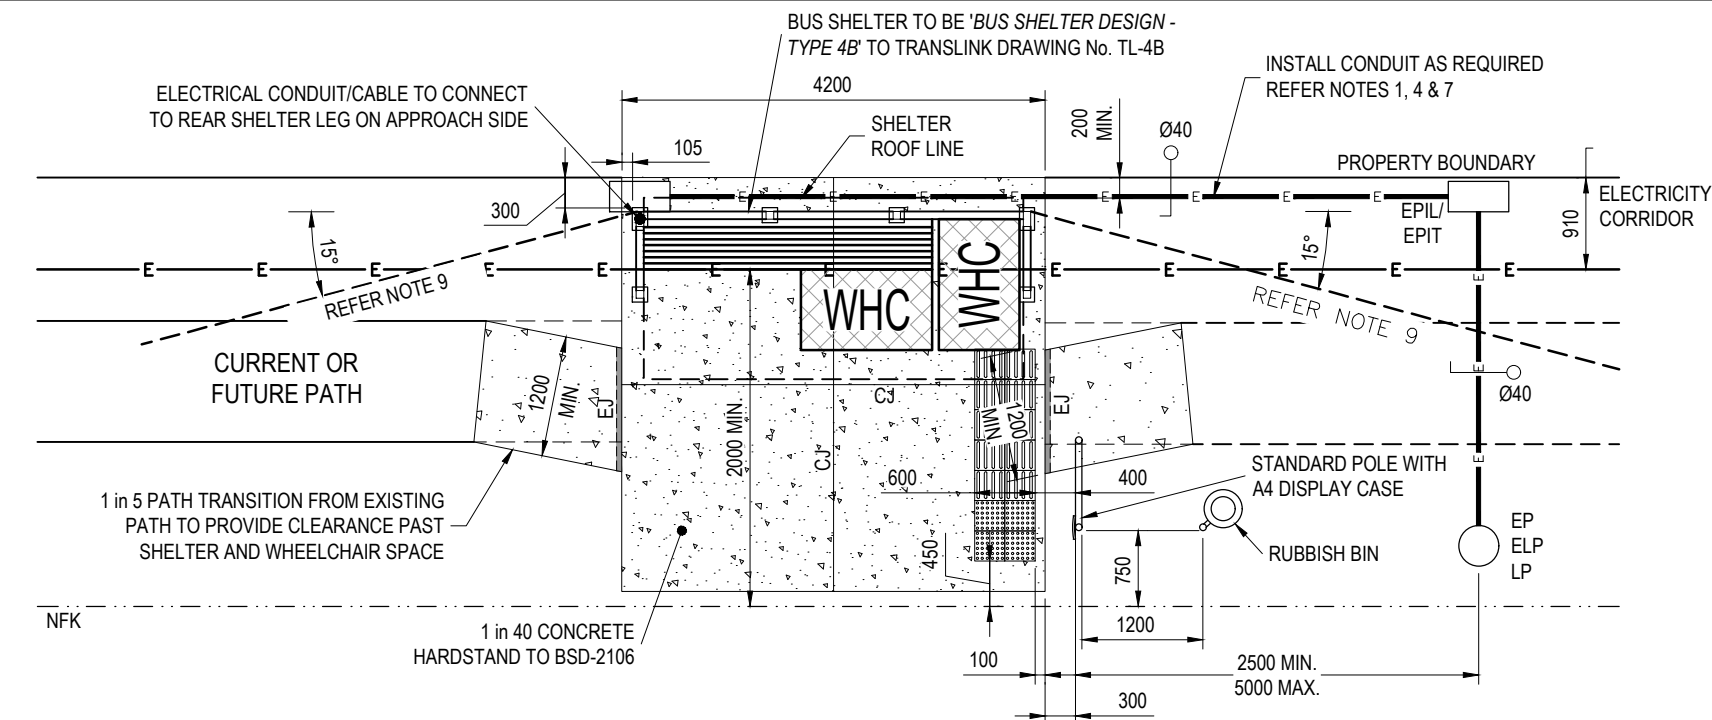 BUS SHELTER TO BE 'BUS SHELTER DESIGN -
TYPE 4B' TO TRANSLINK DRAWING No. TL-4B
INSTALL CONDUIT AS REQUIRED
REFER NOTES 1, 4 & 7
ELECTRICAL CONDUIT/CABLE TO CONNECT
TO REAR SHELTER LEG ON APPROACH SIDE
4200
200
MIN.
SHELTER
ROOF LINE
Ø40
105
PROPERTY BOUNDARY
300
E E E E E E E E
ELECTRICITY
CORRIDOR
EPIL/
EPIT
910
15°
15°
E E E E E E E E E E E E E
E
REFER NOTE 9
WHC
WHC
REFER NOTE 9
CURRENT OR
FUTURE PATH
E
Ø40
1200
MIN.
EJ
CJ
EJ
1200
MIN
2000 MIN.
CJ
E
600
400
STANDARD POLE WITH
A4 DISPLAY CASE
1 in 5 PATH TRANSITION FROM EXISTING
PATH TO PROVIDE CLEARANCE PAST
SHELTER AND WHEELCHAIR SPACE
450
750
RUBBISH BIN
EP
ELP
LP
NFK
1 in 40 CONCRETE
HARDSTAND TO BSD-2106
1200
100
2500 MIN.
5000 MAX.
300